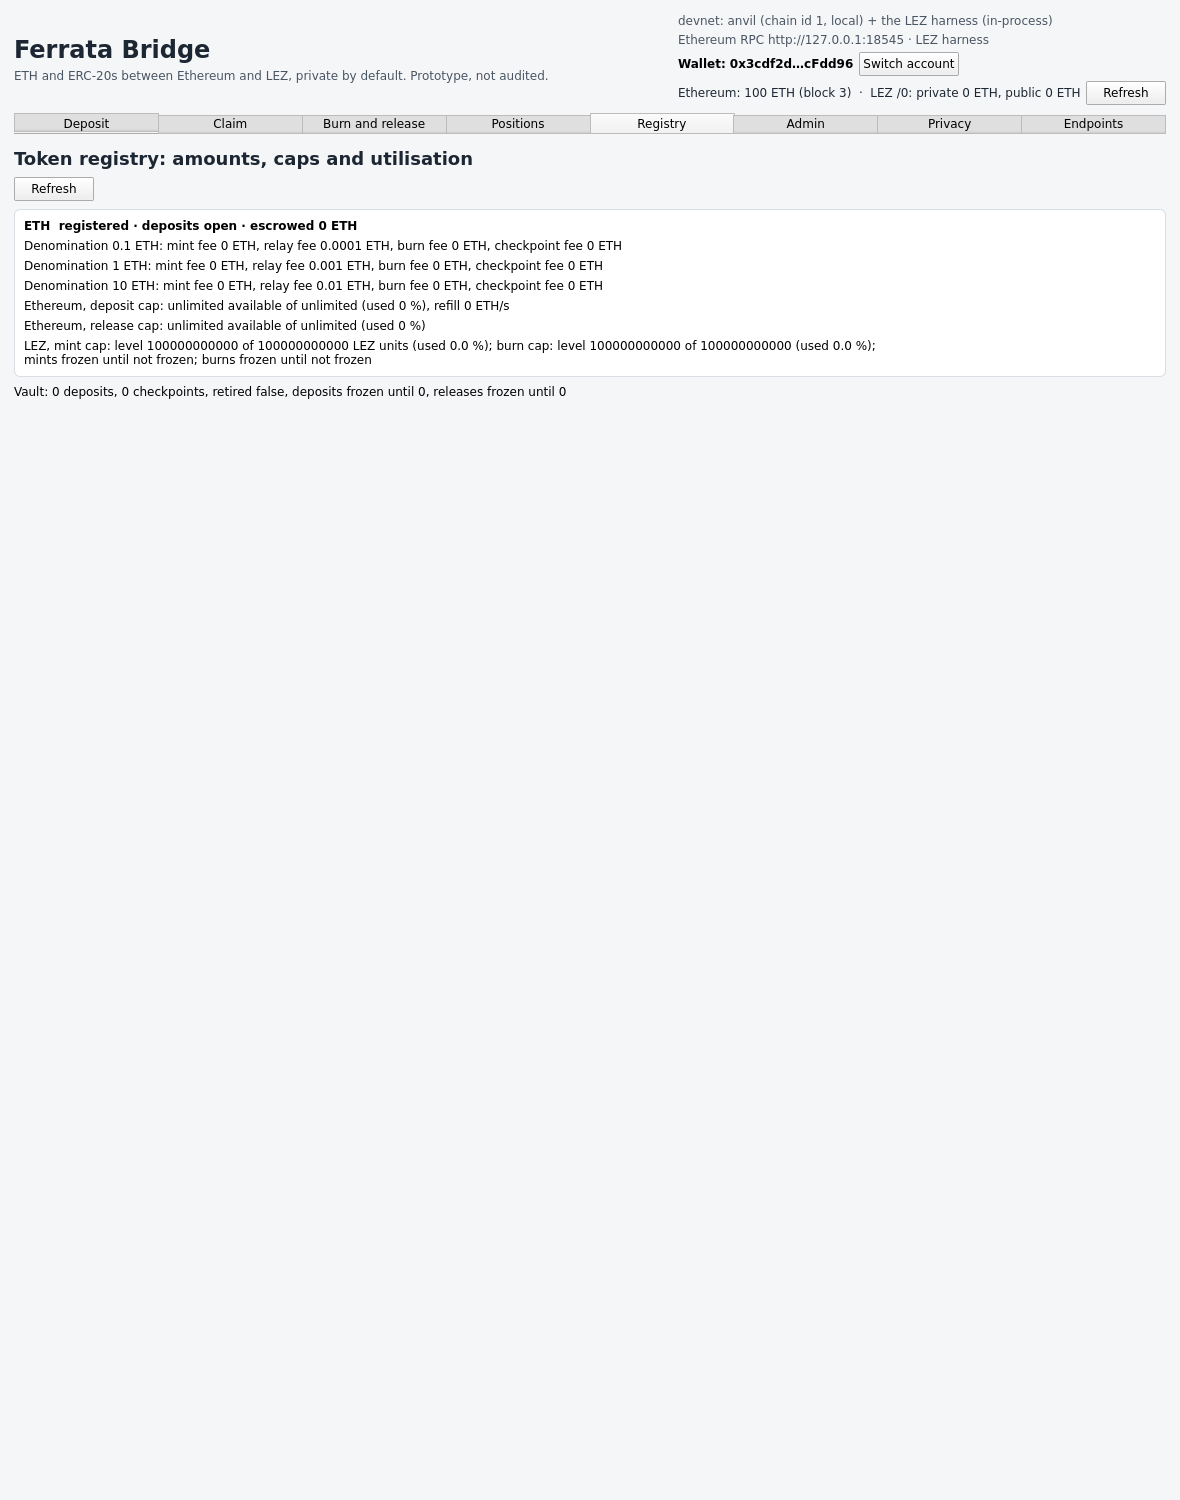 Ferrata Bridge
ETH and ERC-20s between Ethereum and LEZ, private by default. Prototype, not audited.
devnet: anvil (chain id 1, local) + the LEZ harness (in-process)
Ethereum RPC http://127.0.0.1:18545 · LEZ harness
Wallet: 0x3cdf2d…cFdd96 Switch account
Ethereum: 100 ETH (block 3) · LEZ /0: private 0 ETH, public 0 ETH Refresh
Deposit Claim Burn and release Positions Registry Admin Privacy Endpoints
Token registry: amounts, caps and utilisation
Refresh
ETH registered · deposits open · escrowed 0 ETH
Denomination 0.1 ETH: mint fee 0 ETH, relay fee 0.0001 ETH, burn fee 0 ETH, checkpoint fee 0 ETH
Denomination 1 ETH: mint fee 0 ETH, relay fee 0.001 ETH, burn fee 0 ETH, checkpoint fee 0 ETH
Denomination 10 ETH: mint fee 0 ETH, relay fee 0.01 ETH, burn fee 0 ETH, checkpoint fee 0 ETH
Ethereum, deposit cap: unlimited available of unlimited (used 0 %), refill 0 ETH/s
Ethereum, release cap: unlimited available of unlimited (used 0 %)
LEZ, mint cap: level 100000000000 of 100000000000 LEZ units (used 0.0 %); burn cap: level 100000000000 of 100000000000 (used 0.0 %);
mints frozen until not frozen; burns frozen until not frozen
Vault: 0 deposits, 0 checkpoints, retired false, deposits frozen until 0, releases frozen until 0